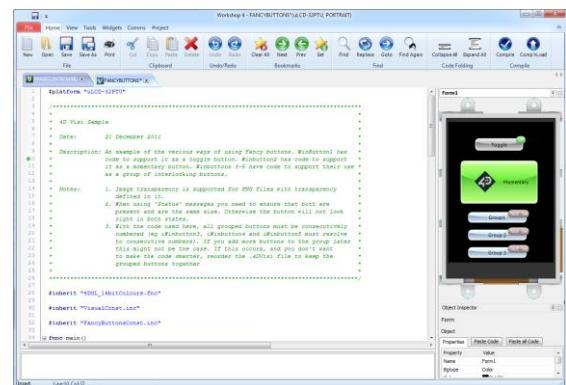 Workshop 4 - FANCYBUTTONS*(uLCD-32PTU, PORTRAIT)
File Home View Tools Widgets Comms Project
New Open Save Save As Print Cut Copy Paste Undo Redo Clear All Next Prev Set Find Replace Goto Find Again Collapse All Expand All Compile CompLoad
File Clipboard Undo/Redo Bookmarks Find Code Folding Compile
FANCYBUTTONS*
#platform "uLCD-32PTU"
4D Visi Sample
Date: 21 December 2011
Description: An example of the various ways of using Fancy buttons. WinButton1 has
code to support it as a toggle button. Winbutton2 has code to support
it as a momentary button. Winbuttons 3-5 have code to support their use
as a group of interlocking buttons.
Notes: 1. Image transparency is supported for PNG files with transparency
defined in it.
2. When using "Status" messages you need to ensure that both are
present and are the same size. Otherwise the button will not look
right in both states.
3. With the code used here, all grouped buttons must be consecutively
numbered (eg iWinbutton3, iWinbutton4 and iWinbutton5 must resolve
to consecutive numbers). If you add more buttons to the group later
this might not be the case. If this occurs, and you don't want
to make the code smarter, reorder the .4DVisi file to keep the
grouped buttons together
#inherit "4DGL_16bitColours.fnc"
#inherit "VisualConst.inc"
#inherit "FancyButtonsConst.inc"
func main()
Form1
Toggle
4D Momentary
Group
Group
Group
Object Inspector
Form
Object
Properties Paste Code Paste all Code
Property Value
Name Form1
Bgtype Color
Insert